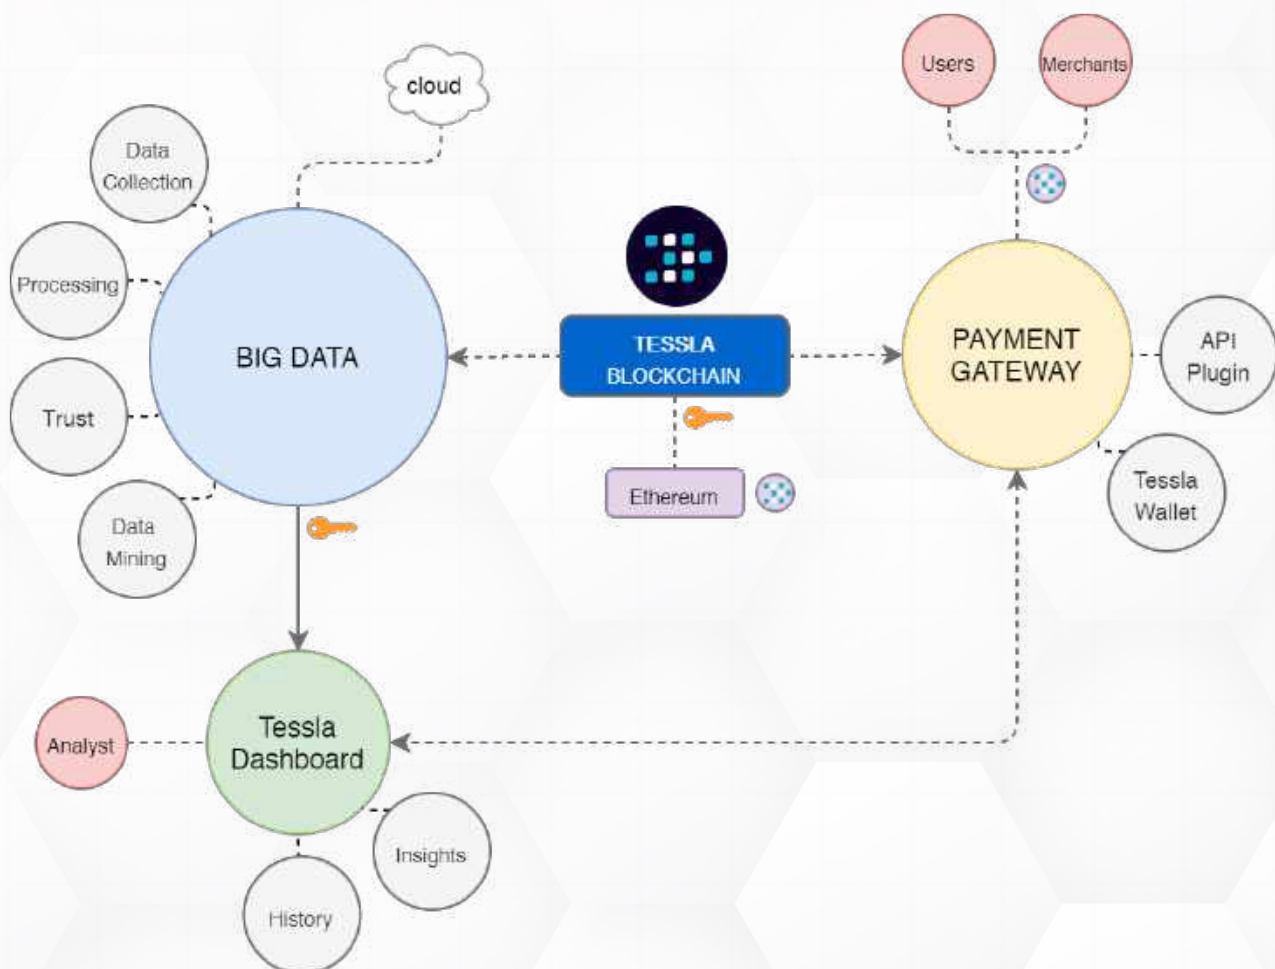 cloud
Users
Merchants
Data
Collection
Processing
Trust
Data
Mining
BIG DATA
TESSLA
BLOCKCHAIN
Ethereum
PAYMENT
GATEWAY
API
Plugin
Tessla
Wallet
Analyst
Tessla
Dashboard
Insights
History